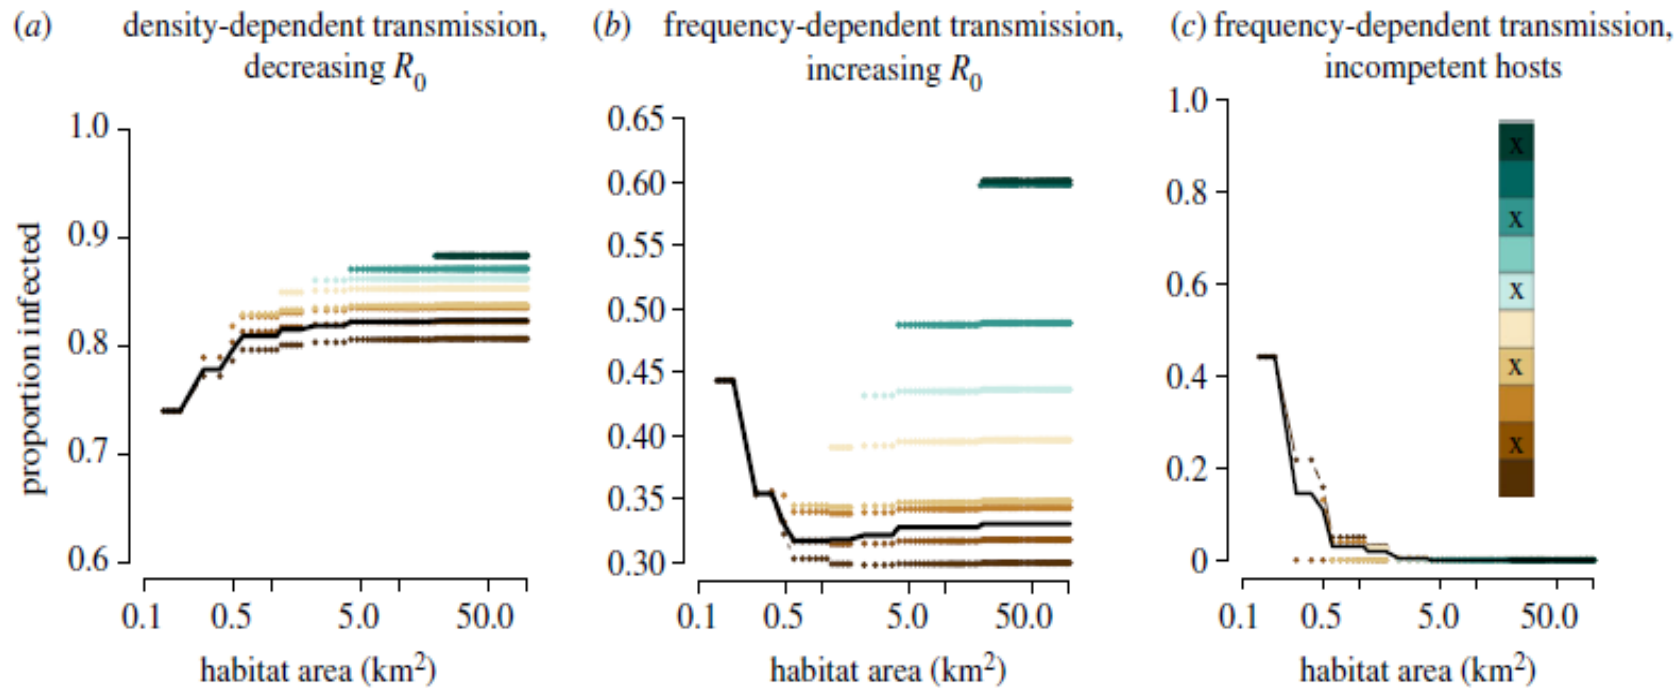 (a) density-dependent transmission,
decreasing R0
(b) frequency-dependent transmission,
increasing R0
(c) frequency-dependent transmission,
incompetent hosts
proportion infected
1.0
0.9
0.8
0.7
0.6
0.1 0.5 5.0 50.0
habitat area (km²)
0.65
0.60
0.55
0.50
0.45
0.40
0.35
0.30
0.1 0.5 5.0 50.0
habitat area (km²)
1.0
0.8
0.6
0.4
0.2
0
0.1 0.5 5.0 50.0
habitat area (km²)
x
x
x
x
x